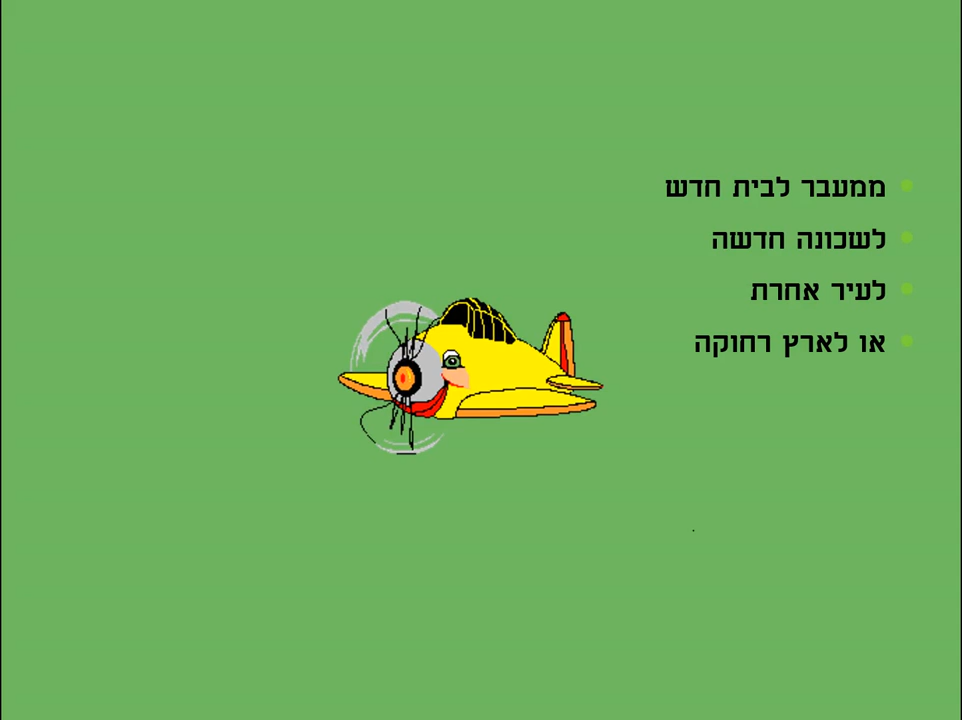 ממעבר לבית חדש
לשכונה חדשה
לעיר אחרת
או לארץ רחוקה